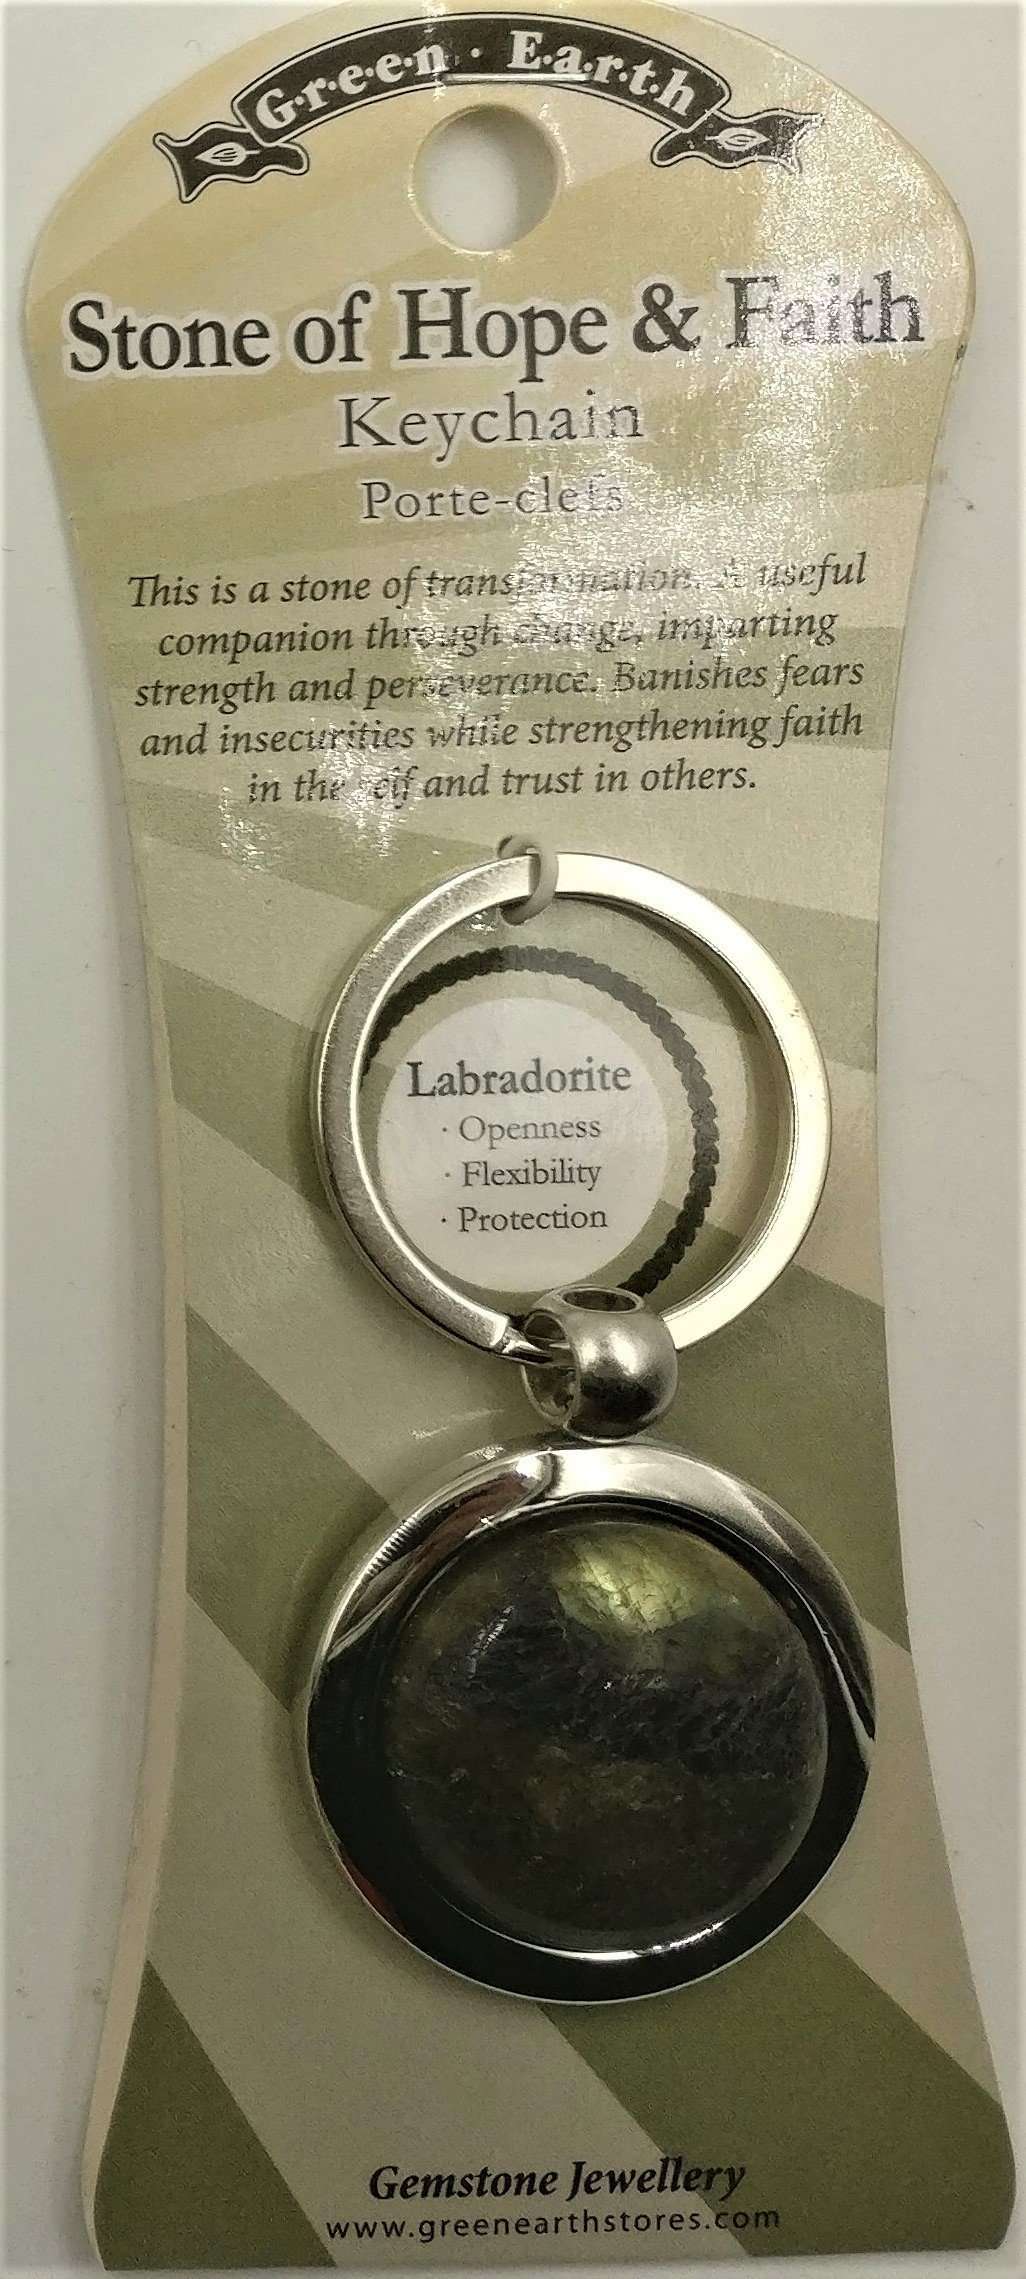 G·r·e·e·n · E·a·r·t·h
Stone of Hope & Faith
Keychain
Porte-clefs
This is a stone of transformation. A useful
companion through change, imparting
strength and perseverance. Banishes fears
and insecurities while strengthening faith
in the self and trust in others.
Labradorite
· Openness
· Flexibility
· Protection
Gemstone Jewellery
www.greenearthstores.com